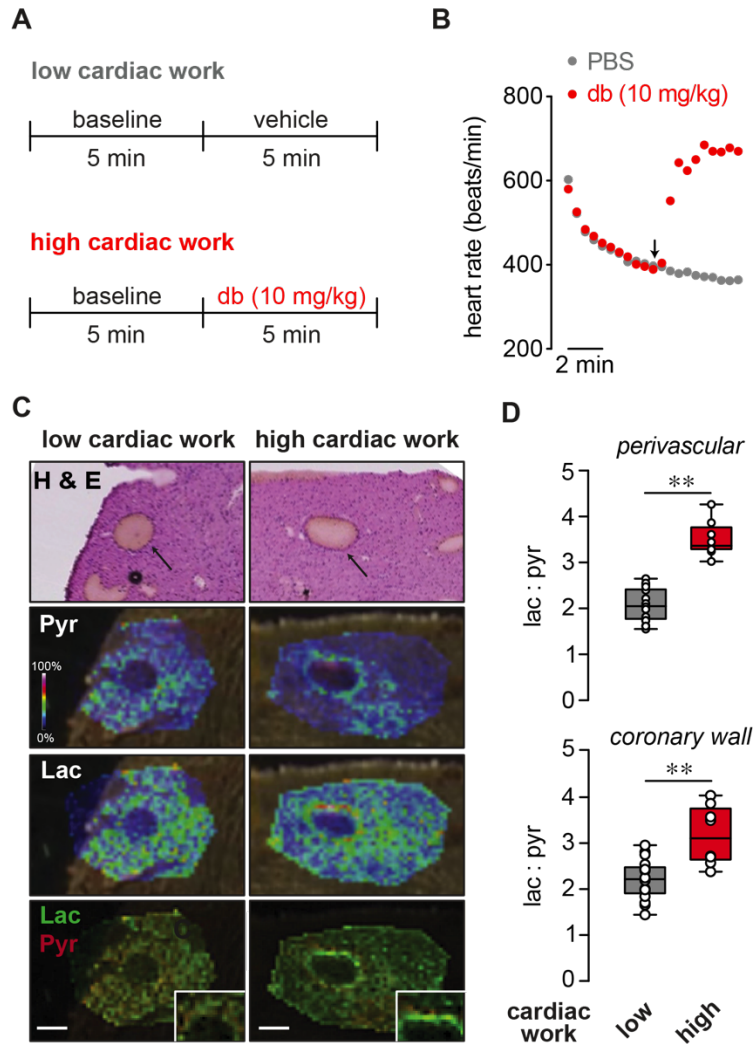 A
low cardiac work
baseline vehicle
5 min 5 min
high cardiac work
baseline db (10 mg/kg)
5 min 5 min
B
PBS
db (10 mg/kg)
heart rate (beats/min)
800
600
400
200
2 min
C
low cardiac work high cardiac work
H & E
Pyr
100%
0%
Lac
Lac
Pyr
D
perivascular
**
lac : pyr
5
4
3
2
1
0
coronary wall
**
lac : pyr
5
4
3
2
1
0
cardiac
work
low
high